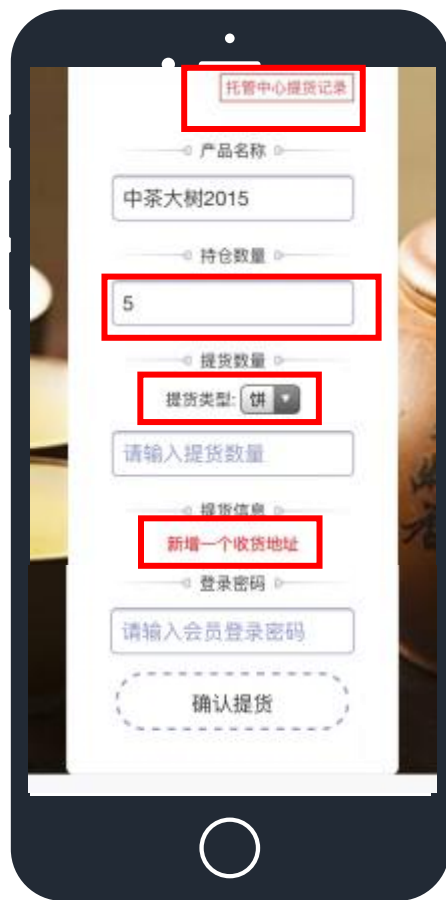 托管中心提货记录
产品名称
中茶大树2015
持仓数量
5
提货数量
提货类型: 饼
请输入提货数量
提货信息
新增一个收货地址
登录密码
请输入会员登录密码
确认提货